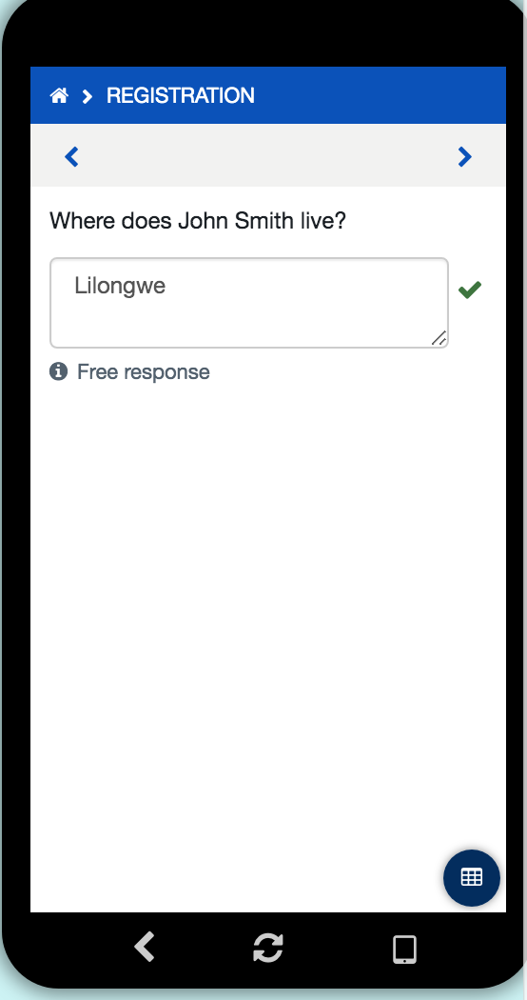 REGISTRATION
Where does John Smith live?
Lilongwe
Free response